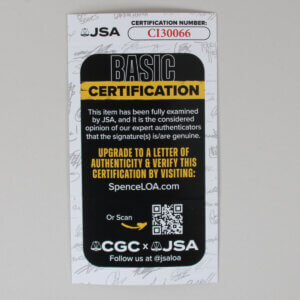 JSA CERTIFICATION NUMBER:
CI30066
BASIC
CERTIFICATION
This item has been fully examined
by JSA, and it is the considered
opinion of our expert authenticators
that the signature(s) is/are genuine.
UPGRADE TO A LETTER OF
AUTHENTICITY & VERIFY THIS
CERTIFICATION BY VISITING:
SpenceLOA.com
Or Scan
CGC x JSA
Follow us at @jsaloa